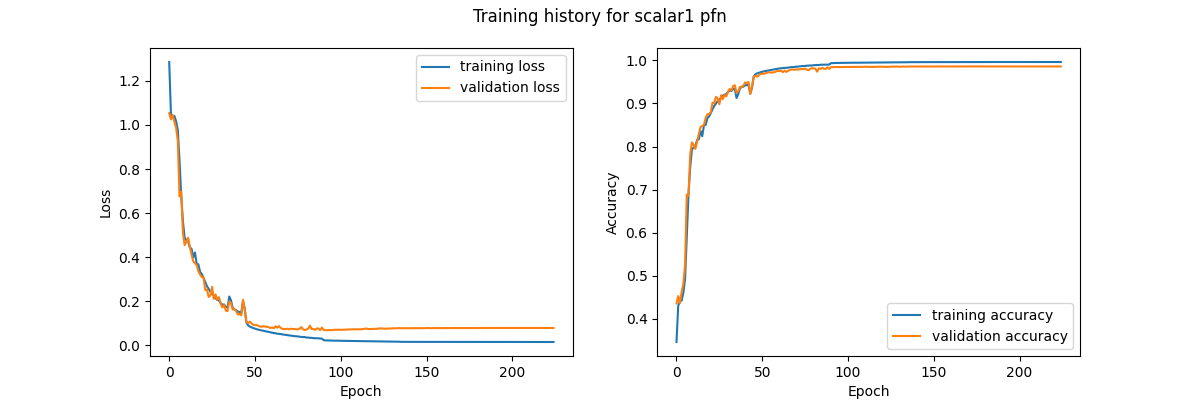 Training history for scalar1 pfn
training loss
validation loss
1.2
1.0
0.8
0.6
0.4
0.2
0.0
Loss
0 50 100 150 200
Epoch
1.0
0.9
0.8
0.7
0.6
0.5
0.4
Accuracy
training accuracy
validation accuracy
0 50 100 150 200
Epoch